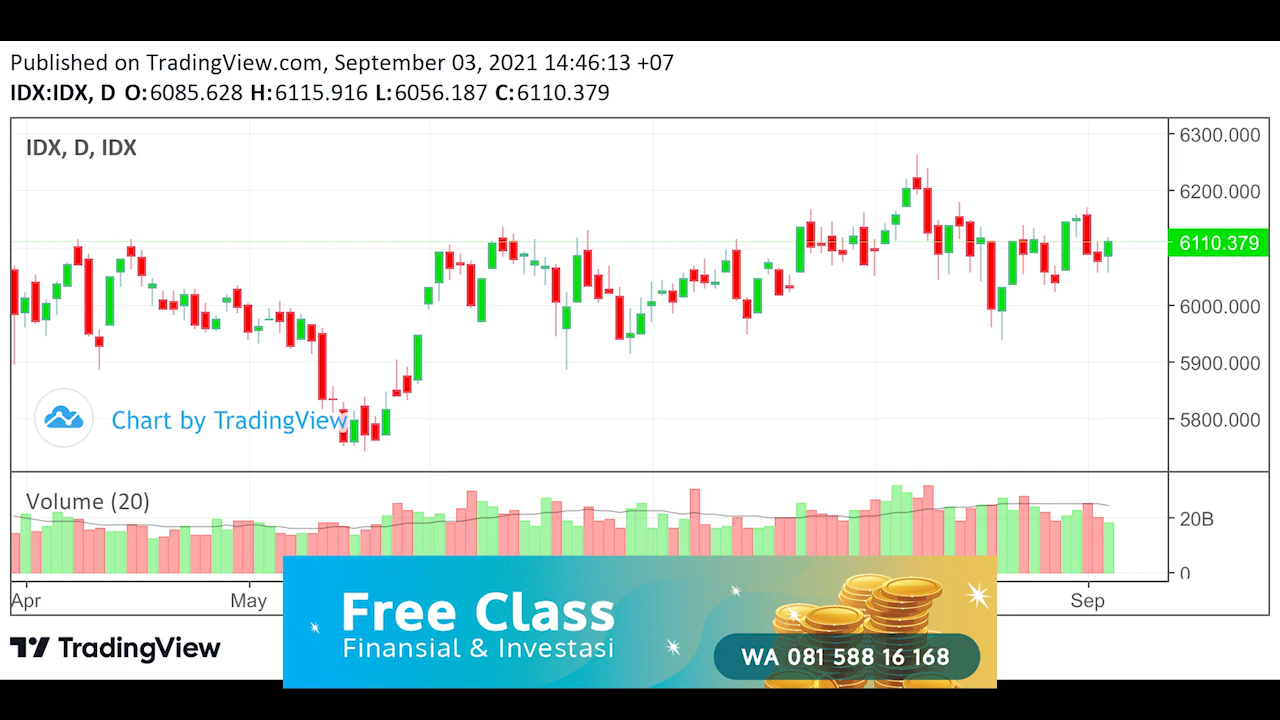 Published on TradingView.com, September 03, 2021 14:46:13 +07
IDX:IDX, D O:6085.628 H:6115.916 L:6056.187 C:6110.379
IDX, D, IDX
6300.000
6200.000
6110.379
6000.000
5900.000
5800.000
Chart by TradingView
Volume (20)
20B
0
Apr
May
Sep
TradingView
Free Class
Finansial & Investasi
WA 081 588 16 168